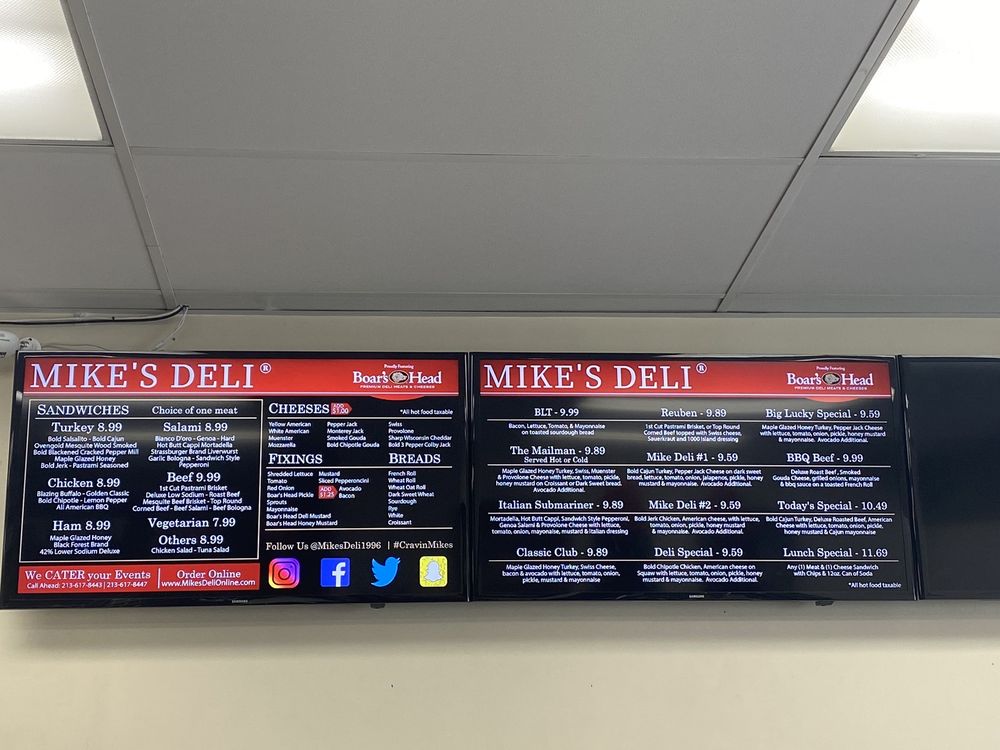 MIKE'S DELI®
Proudly Featuring
Boar's Head
PREMIUM DELI MEATS & CHEESES
SANDWICHES Choice of one meat
Turkey 8.99
Bold Salsalito - Bold Cajun
Ovengold Mesquite Wood Smoked
Bold Blackened Cracked Pepper Mill
Maple Glazed Honey
Bold Jerk - Pastrami Seasoned
Chicken 8.99
Blazing Buffalo - Golden Classic
Bold Chipotle - Lemon Pepper
All American BBQ
Ham 8.99
Maple Glazed Honey
Black Forest Brand
42% Lower Sodium Deluxe
Salami 8.99
Bianco D'oro - Genoa - Hard
Hot Butt Cappi Mortadella
Strassburger Brand Liverwurst
Garlic Bologna - Sandwich Style
Pepperoni
Beef 9.99
1st Cut Pastrami Brisket
Deluxe Low Sodium - Roast Beef
Mesquite Beef Brisket - Top Round
Corned Beef - Beef Salami - Beef Bologna
Vegetarian 7.99
Others 8.99
Chicken Salad - Tuna Salad
CHEESES ADD $1.00
*All hot food taxable
Yellow American
White American
Muenster
Mozzarella
Pepper Jack
Monterey Jack
Smoked Gouda
Bold Chipotle Gouda
Swiss
Provolone
Sharp Wisconsin Cheddar
Bold 3 Pepper Colby Jack
FIXINGS
Shredded Lettuce
Tomato
Red Onion
Boar's Head Pickle
Sprouts
Mayonnaise
Boar's Head Deli Mustard
Boar's Head Honey Mustard
Mustard
Sliced Pepperoncini
ADD $1.25
Avocado
Bacon
BREADS
French Roll
Wheat Roll
Wheat Oat Roll
Dark Sweet Wheat
Sourdough
Rye
White
Croissant
Follow Us @MikesDeli1996 | #CravinMikes
We CATER your Events
Call Ahead: 213-617-8443 | 213-617-8447
Order Online
www.MikesDeliOnline.com
SAMSUNG
MIKE'S DELI®
Proudly Featuring
Boar's Head
PREMIUM DELI MEATS & CHEESES
BLT - 9.99
Bacon, Lettuce, Tomato, & Mayonnaise
on toasted sourdough bread
Reuben - 9.89
1st Cut Pastrami Brisket, or Top Round
Corned Beef topped with Swiss cheese,
Sauerkraut and 1000 island dressing
Big Lucky Special - 9.59
Maple Glazed Honey Turkey, Pepper Jack Cheese
with lettuce, tomato, onion, pickle, honey mustard
& mayonnaise. Avocado Additional.
The Mailman - 9.89
Served Hot or Cold
Maple Glazed Honey Turkey, Swiss, Muenster
& Provolone Cheese with lettuce, tomato,
honey mustard on Croissant or Dark Sweet bread.
Avocado Additional.
Mike Deli #1 - 9.59
Bold Cajun Turkey, Pepper Jack Cheese on dark sweet
bread, lettuce, tomato, onion, jalapenos, pickle, honey
mustard & mayonnaise. Avocado Additional.
BBQ Beef - 9.99
Deluxe Roast Beef , Smoked
Gouda Cheese, grilled onions, mayonnaise
& bbq sauce on a toasted French Roll
Italian Submariner - 9.89
Mortadella, Hot Butt Cappi, Sandwich Style Pepperoni,
Genoa Salami & Provolone Cheese with lettuce,
tomato, onion, mayonnaise, mustard & italian dressing
Mike Deli #2 - 9.59
Bold Jerk Chicken, American cheese, with lettuce,
tomato, onion, pickle, honey mustard
& mayonnaise. Avocado Additional.
Today's Special - 10.49
Bold Cajun Turkey, Deluxe Roasted Beef, American
Cheese with lettuce, tomato, onion, pickle,
honey mustard & Cajun mayonnaise
Classic Club - 9.89
Maple Glazed Honey Turkey, Swiss Cheese,
bacon & avocado with lettuce, tomato, onion,
pickle, mustard & mayonnaise
Deli Special - 9.59
Bold Chipotle Chicken, American cheese on
Squaw with lettuce, tomato, onion, pickle, honey
mustard & mayonnaise. Avocado Additional.
Lunch Special - 11.69
Any (1) Meat & (1) Cheese Sandwich
with Chips & 12oz. Can of Soda
*All hot food taxable
SAMSUNG